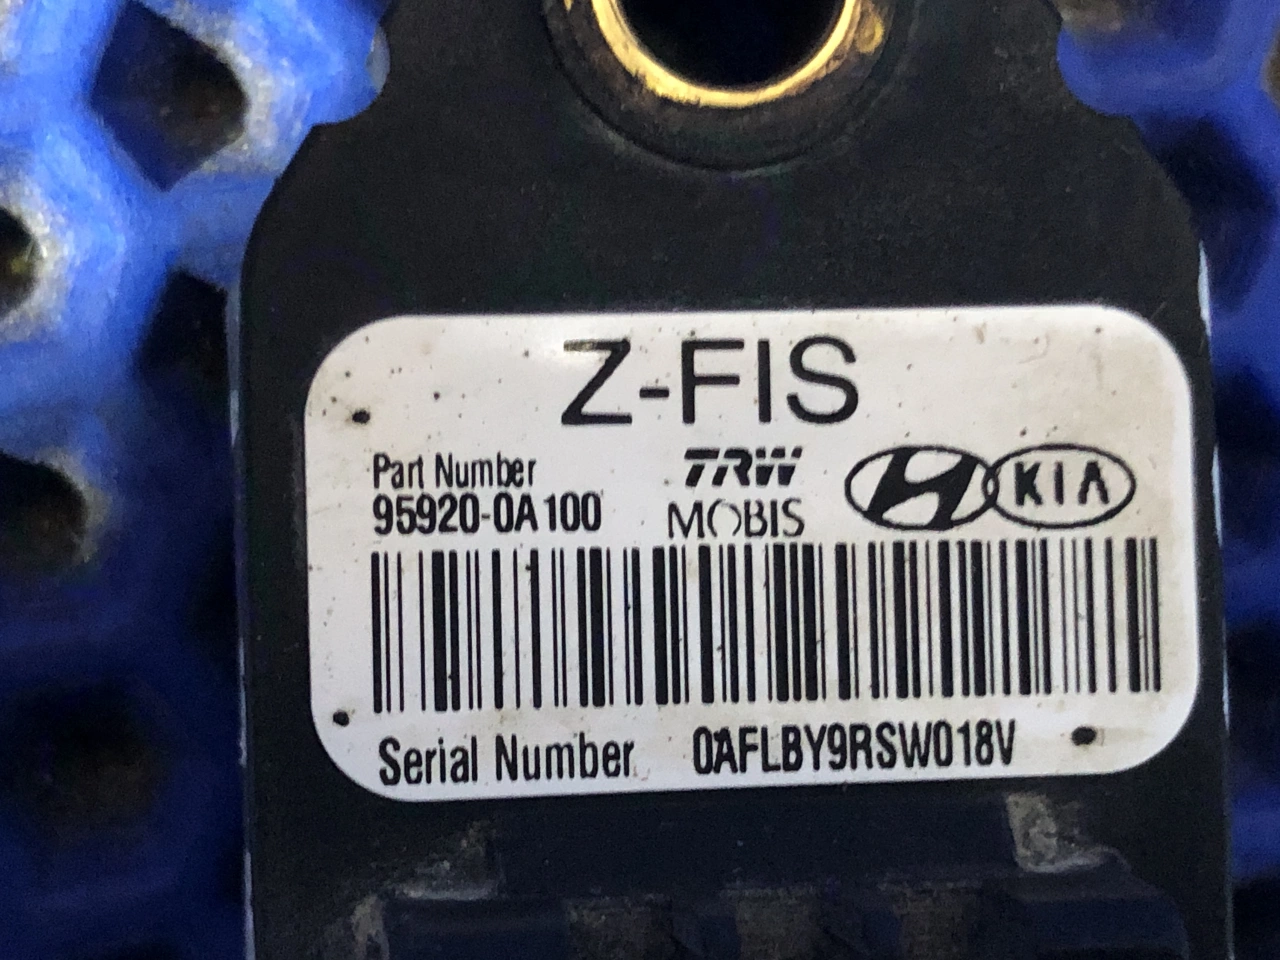 Z-FIS
Part Number
95920-0A100
TRW
MOBIS
KIA
Serial Number 0AFLBY9RSW018V